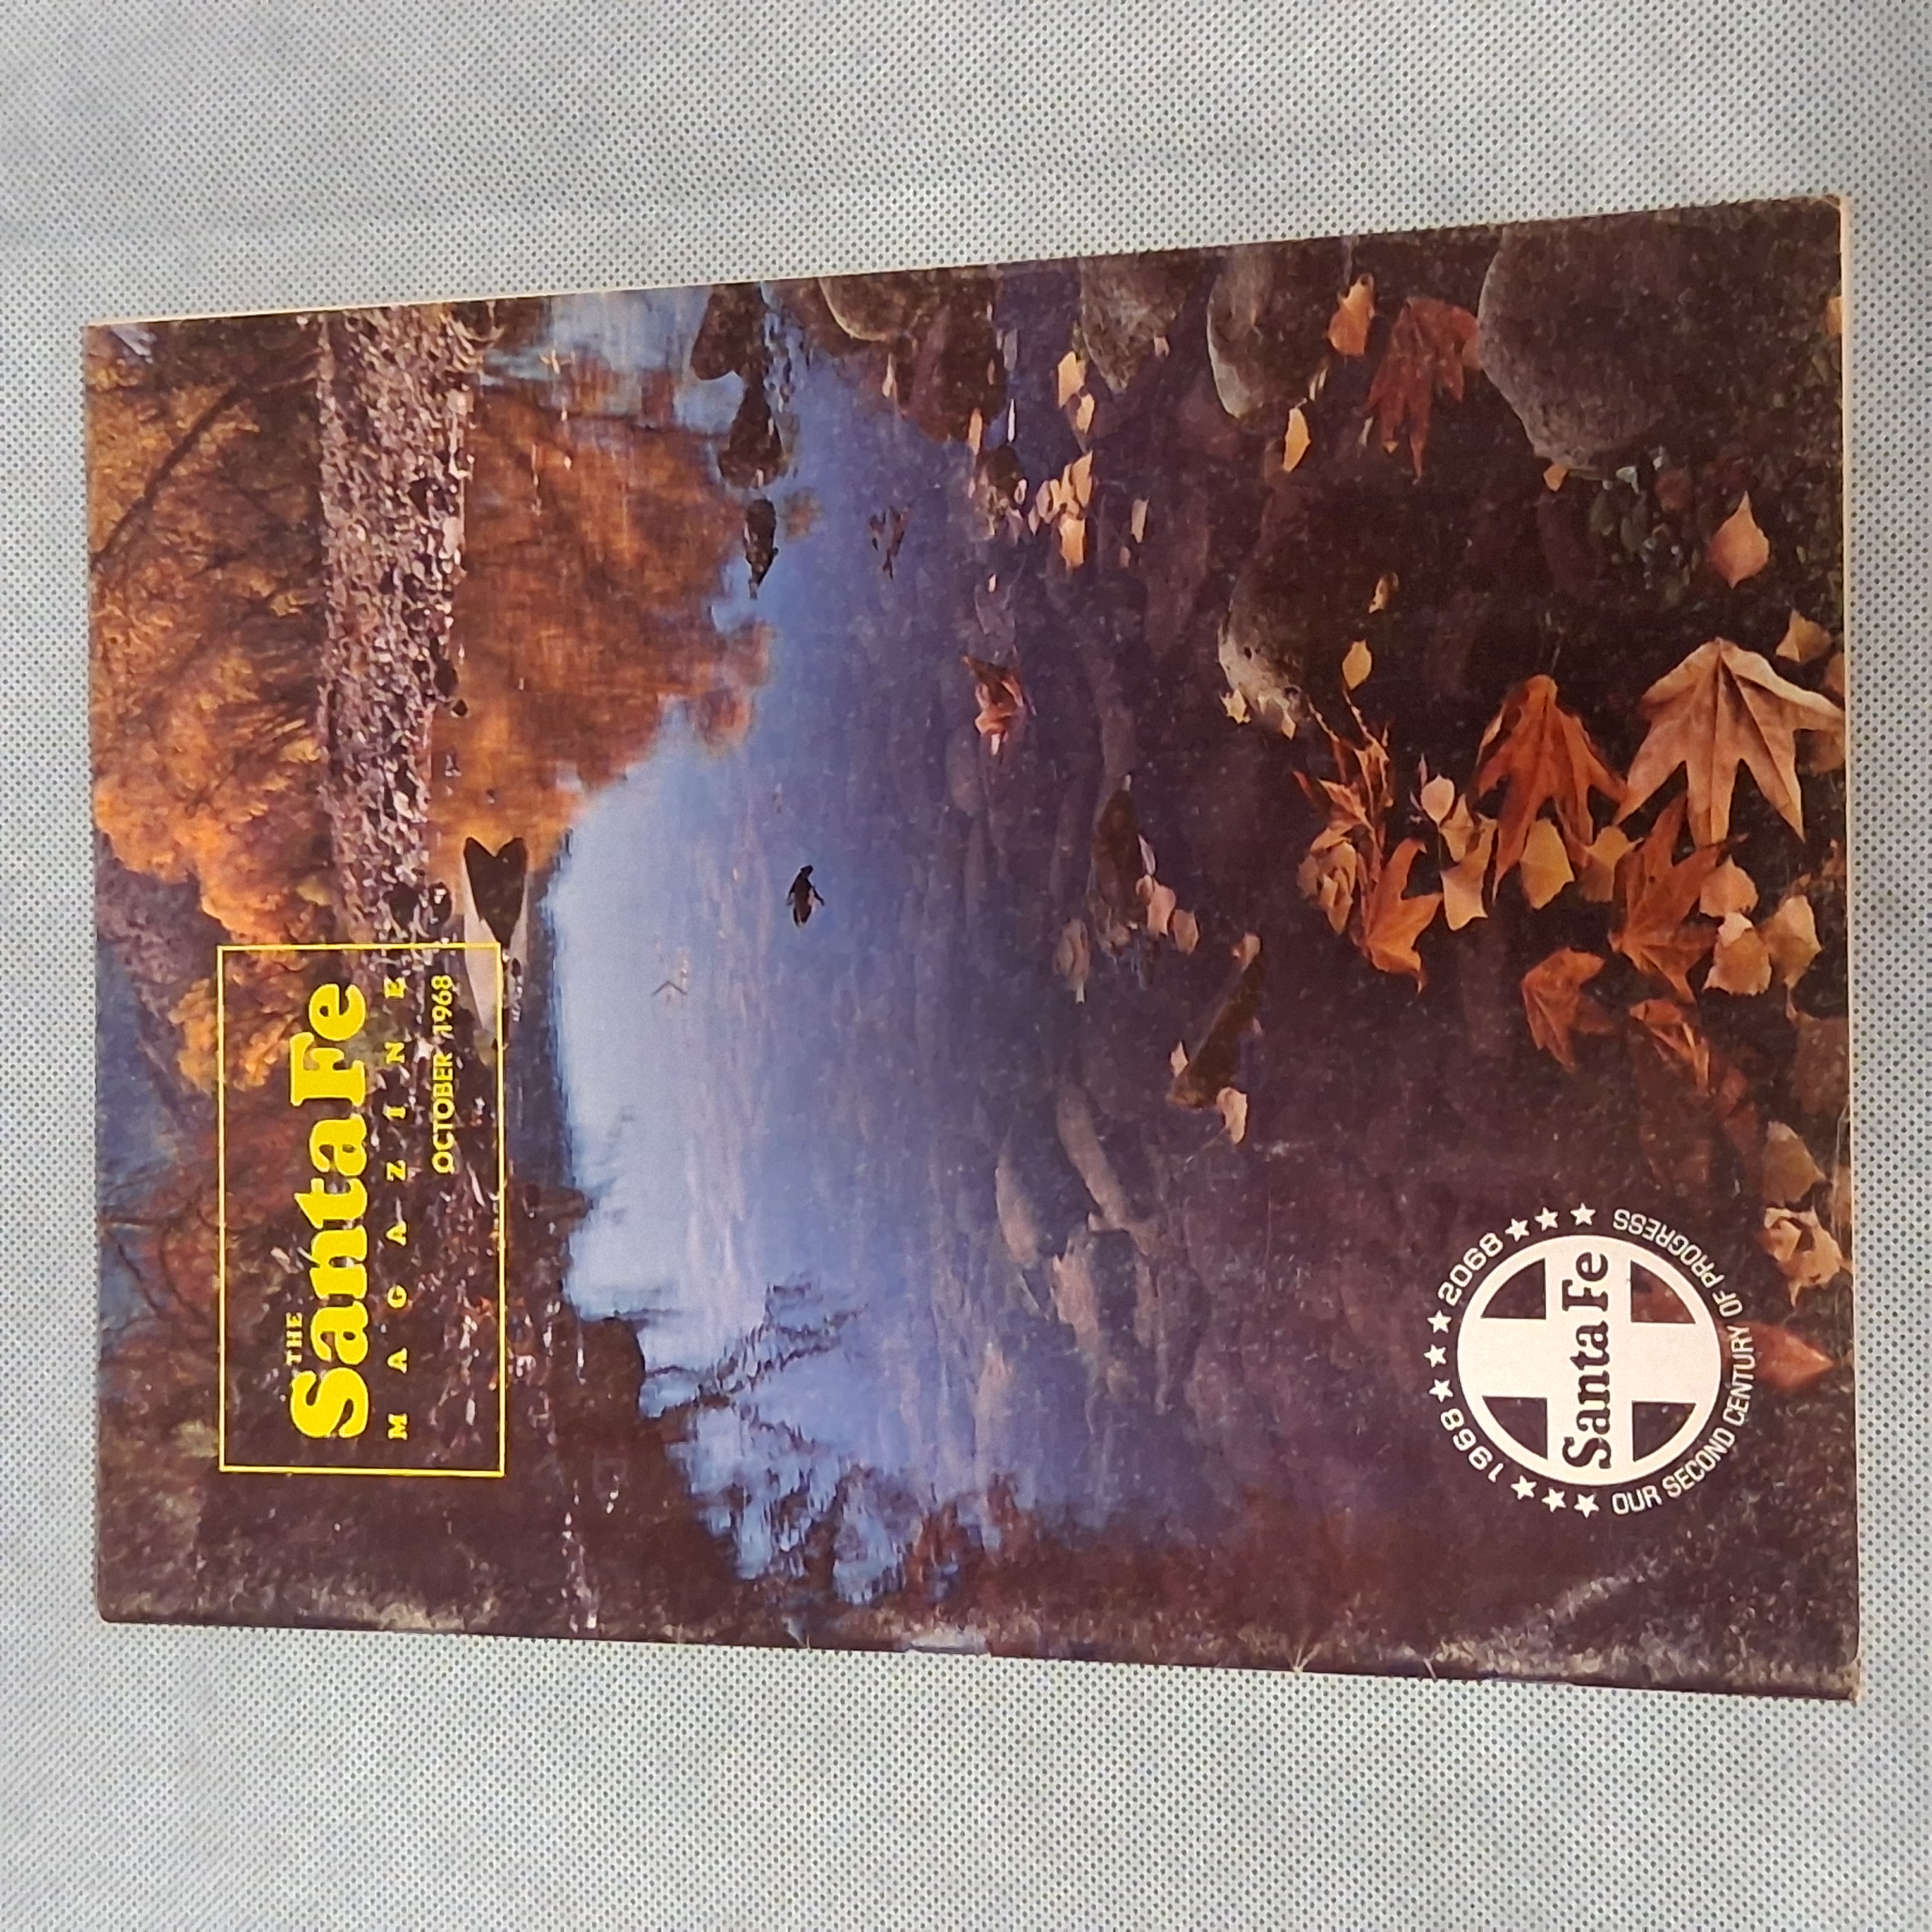 THE
Santa Fe
MAGAZINE
OCTOBER 1968
1968 ★★★ 2068
Santa Fe
OUR SECOND CENTURY OF PROGRESS